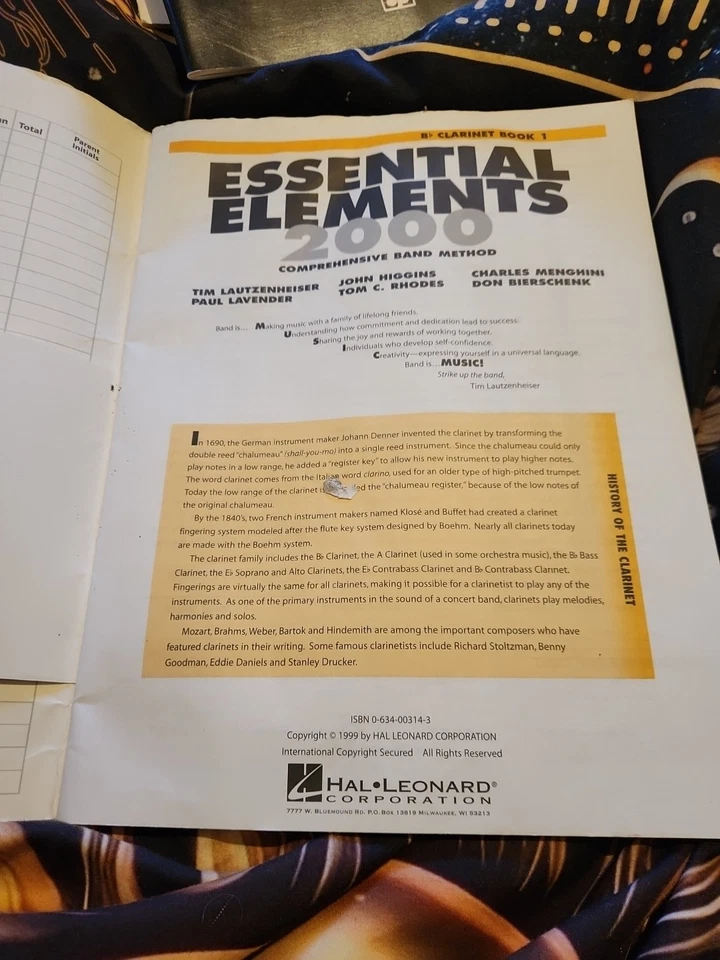 Total
Parent
Initials
B♭ CLARINET BOOK 1
ESSENTIAL
ELEMENTS
2000
COMPREHENSIVE BAND METHOD
TIM LAUTZENHEISER JOHN HIGGINS CHARLES MENGHINI
PAUL LAVENDER TOM C. RHODES DON BIERSCHENK
Band is... Making music with a family of lifelong friends.
Understanding how commitment and dedication lead to success.
Sharing the joy and rewards of working together.
Individuals who develop self-confidence.
Creativity—expressing yourself in a universal language.
Band is...MUSIC!
Strike up the band,
Tim Lautzenheiser
In 1690, the German instrument maker Johann Denner invented the clarinet by transforming the
double reed "chalumeau" (shall-you-mo) into a single reed instrument. Since the chalumeau could only
play notes in a low range, he added a "register key" to allow his new instrument to play higher notes.
The word clarinet comes from the Italian word clarino, used for an older type of high-pitched trumpet.
Today the low range of the clarinet is ed the "chalumeau register," because of the low notes of
the original chalumeau.
By the 1840's, two French instrument makers named Klosé and Buffet had created a clarinet
fingering system modeled after the flute key system designed by Boehm. Nearly all clarinets today
are made with the Boehm system.
The clarinet family includes the B♭ Clarinet, the A Clarinet (used in some orchestra music), the B♭ Bass
Clarinet, the E♭ Soprano and Alto Clarinets, the E♭ Contrabass Clarinet and B♭ Contrabass Clarinet.
Fingerings are virtually the same for all clarinets, making it possible for a clarinetist to play any of the
instruments. As one of the primary instruments in the sound of a concert band, clarinets play melodies,
harmonies and solos.
Mozart, Brahms, Weber, Bartok and Hindemith are among the important composers who have
featured clarinets in their writing. Some famous clarinetists include Richard Stoltzman, Benny
Goodman, Eddie Daniels and Stanley Drucker.
HISTORY OF THE CLARINET
ISBN 0-634-00314-3
Copyright © 1999 by HAL LEONARD CORPORATION
International Copyright Secured All Rights Reserved
HAL•LEONARD®
CORPORATION
7777 W. BLUEMOUND RD. P.O. BOX 13819 MILWAUKEE, WI 53213